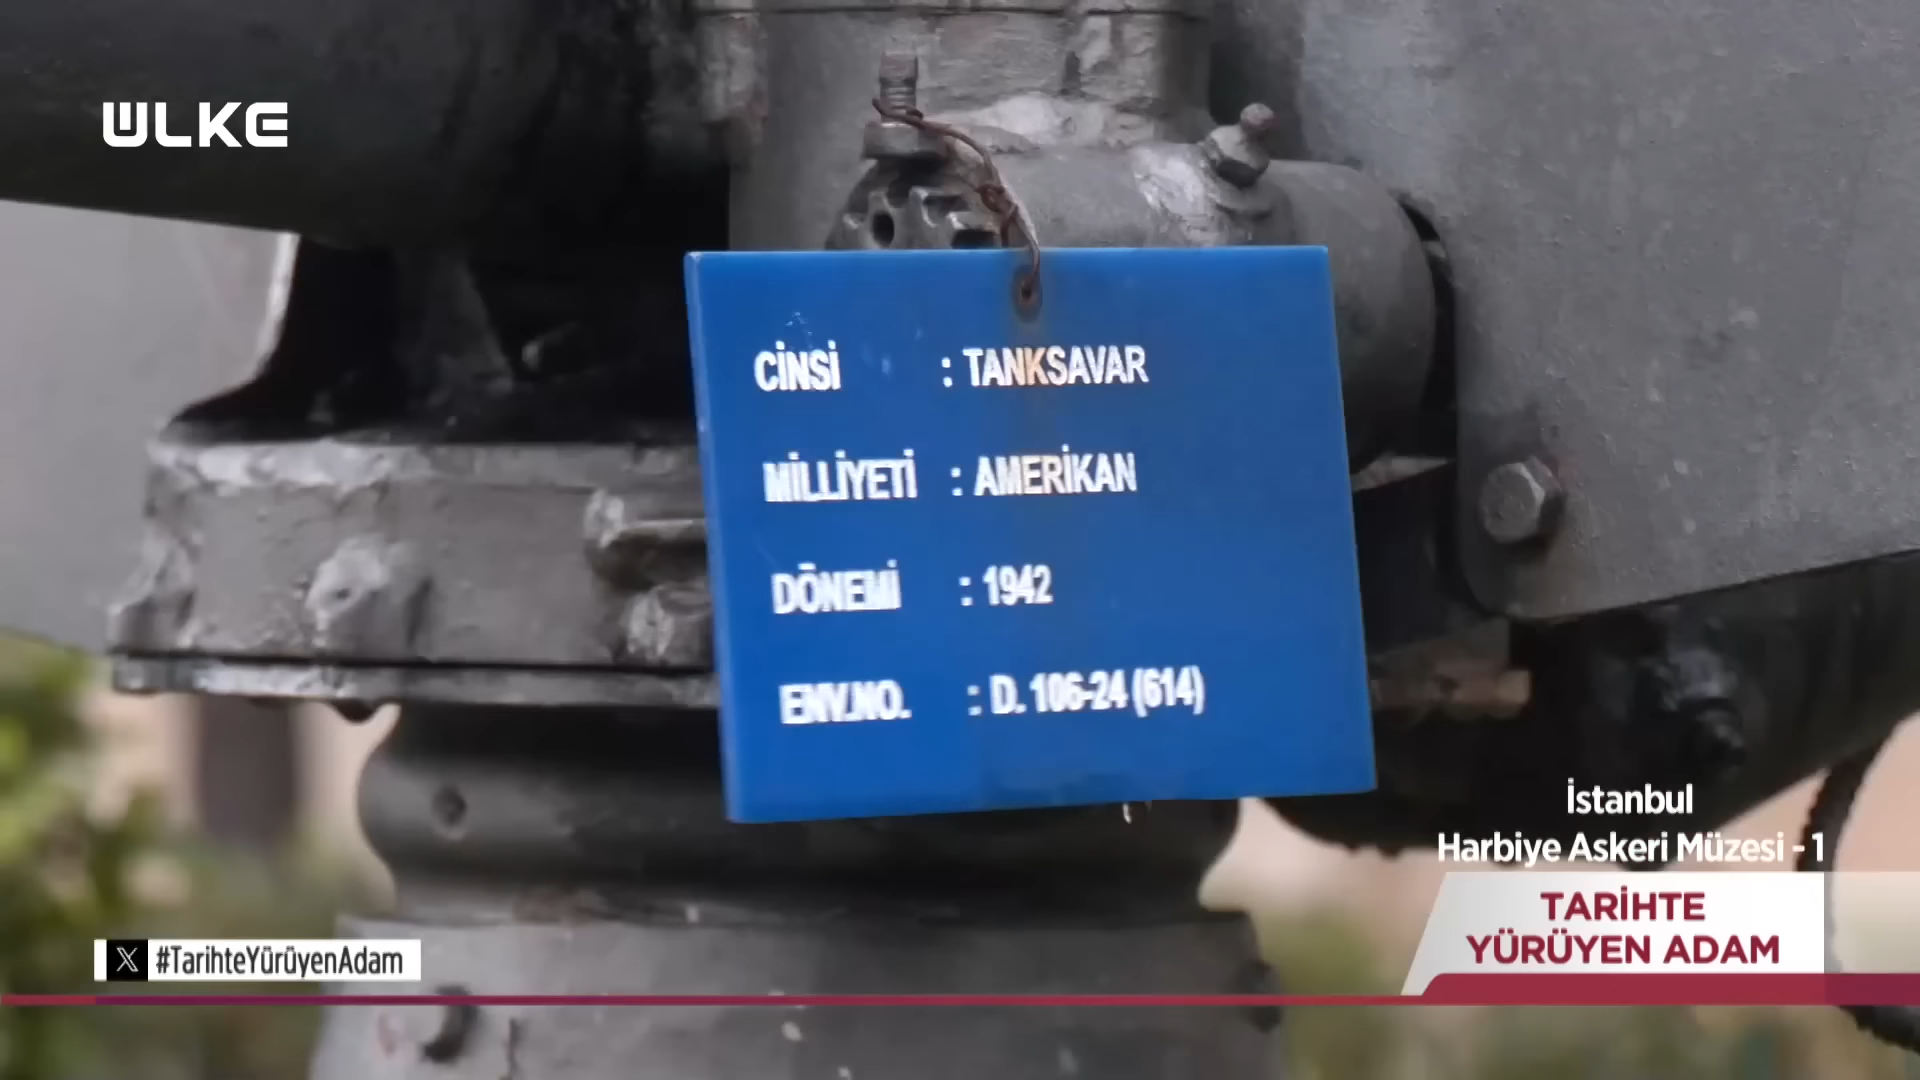 ULKE
CİNSİ : TANKSAVAR
MİLLİYETİ : AMERİKAN
DÖNEMİ : 1942
ENV.NO. : D. 106-24 (614)
İstanbul
Harbiye Askeri Müzesi - 1
TARİHTE
YÜRÜYEN ADAM
X #TarihteYürüyenAdam